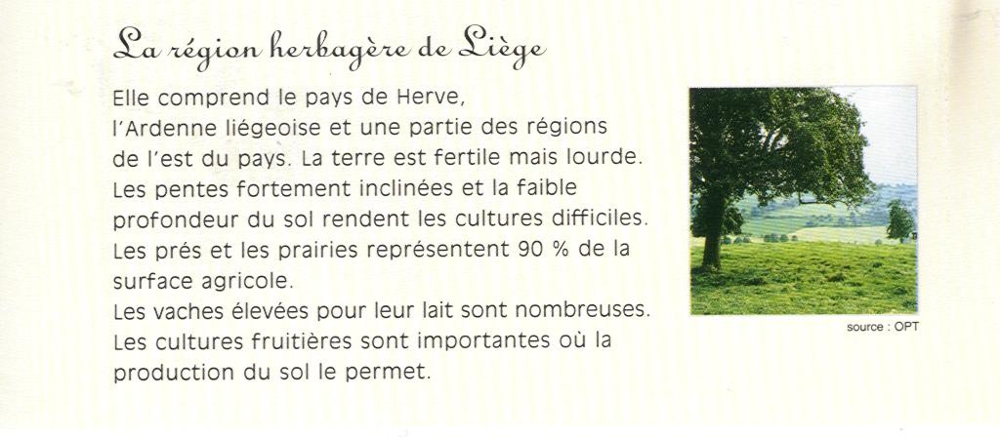 La région herbagère de Liège
Elle comprend le pays de Herve,
l'Ardenne liégeoise et une partie des régions
de l'est du pays. La terre est fertile mais lourde.
Les pentes fortement inclinées et la faible
profondeur du sol rendent les cultures difficiles.
Les prés et les prairies représentent 90 % de la
surface agricole.
Les vaches élevées pour leur lait sont nombreuses.
Les cultures fruitières sont importantes où la
production du sol le permet.
source : OPT